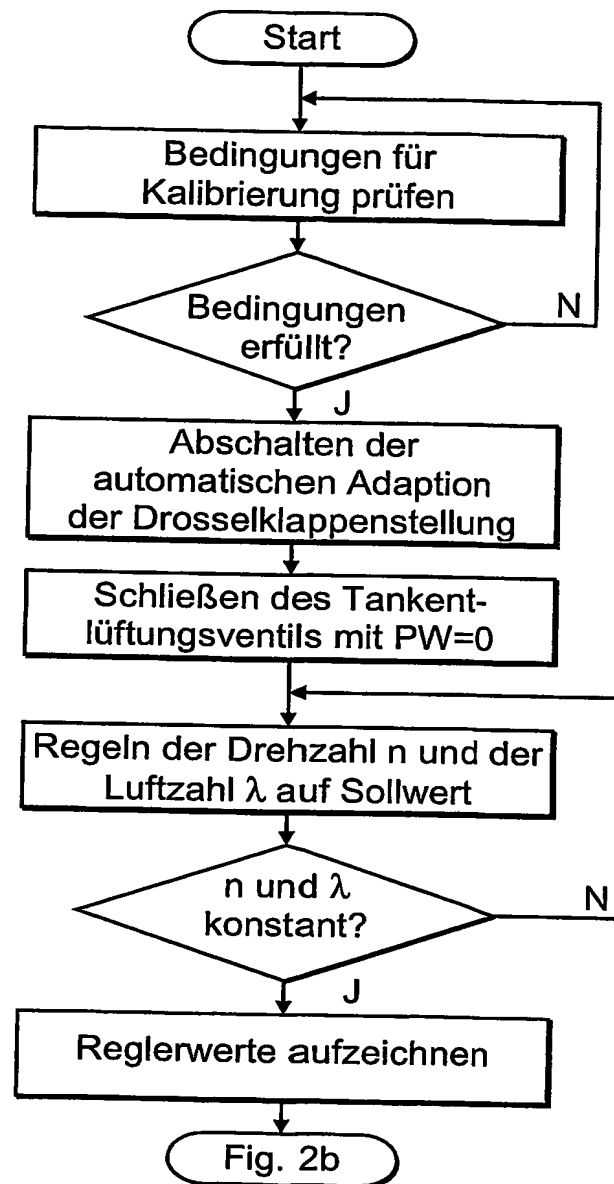 Start
Bedingungen für
Kalibrierung prüfen
Bedingungen
erfüllt?
N
J
Abschalten der
automatischen Adaption
der Drosselklappenstellung
Schließen des Tankent-
lüftungsventils mit PW=0
Regeln der Drehzahl n und der
Luftzahl λ auf Sollwert
n und λ
konstant?
N
J
Reglerwerte aufzeichnen
Fig. 2b